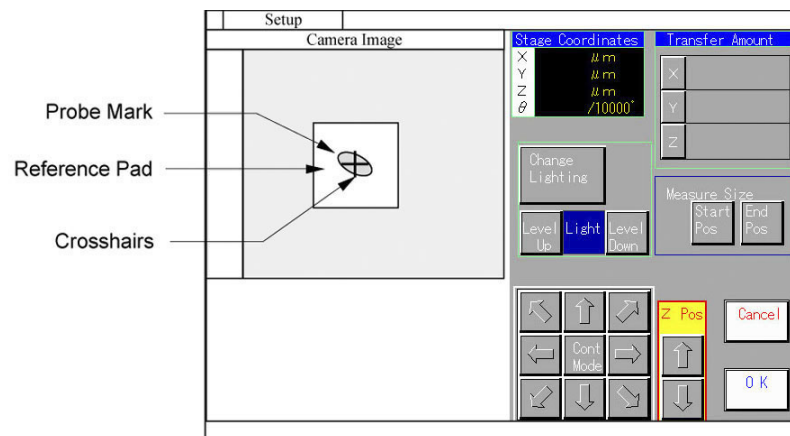 Setup
Camera Image
Probe Mark
Reference Pad
Crosshairs
Stage Coordinates
X μm
Y μm
Z μm
θ /10000°
Transfer Amount
X
Y
Z
Change
Lighting
Level
Up
Light
Level
Down
Measure Size
Start
Pos
End
Pos
Cont
Mode
Z Pos
Cancel
OK